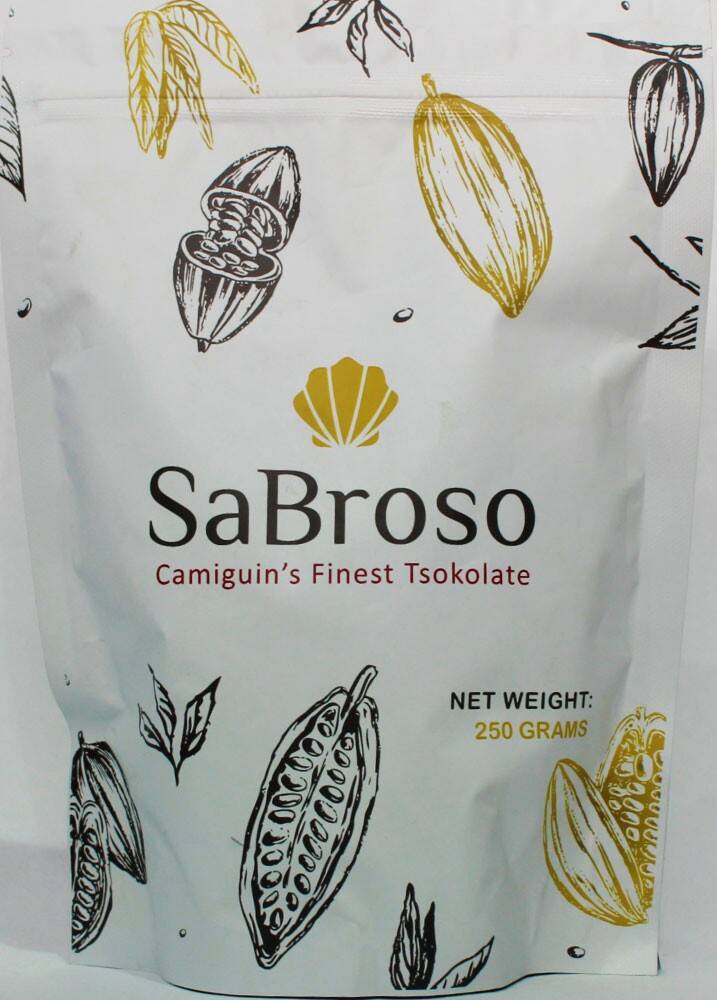 SaBroso
Camiguin's Finest Tsokolate
NET WEIGHT:
250 GRAMS